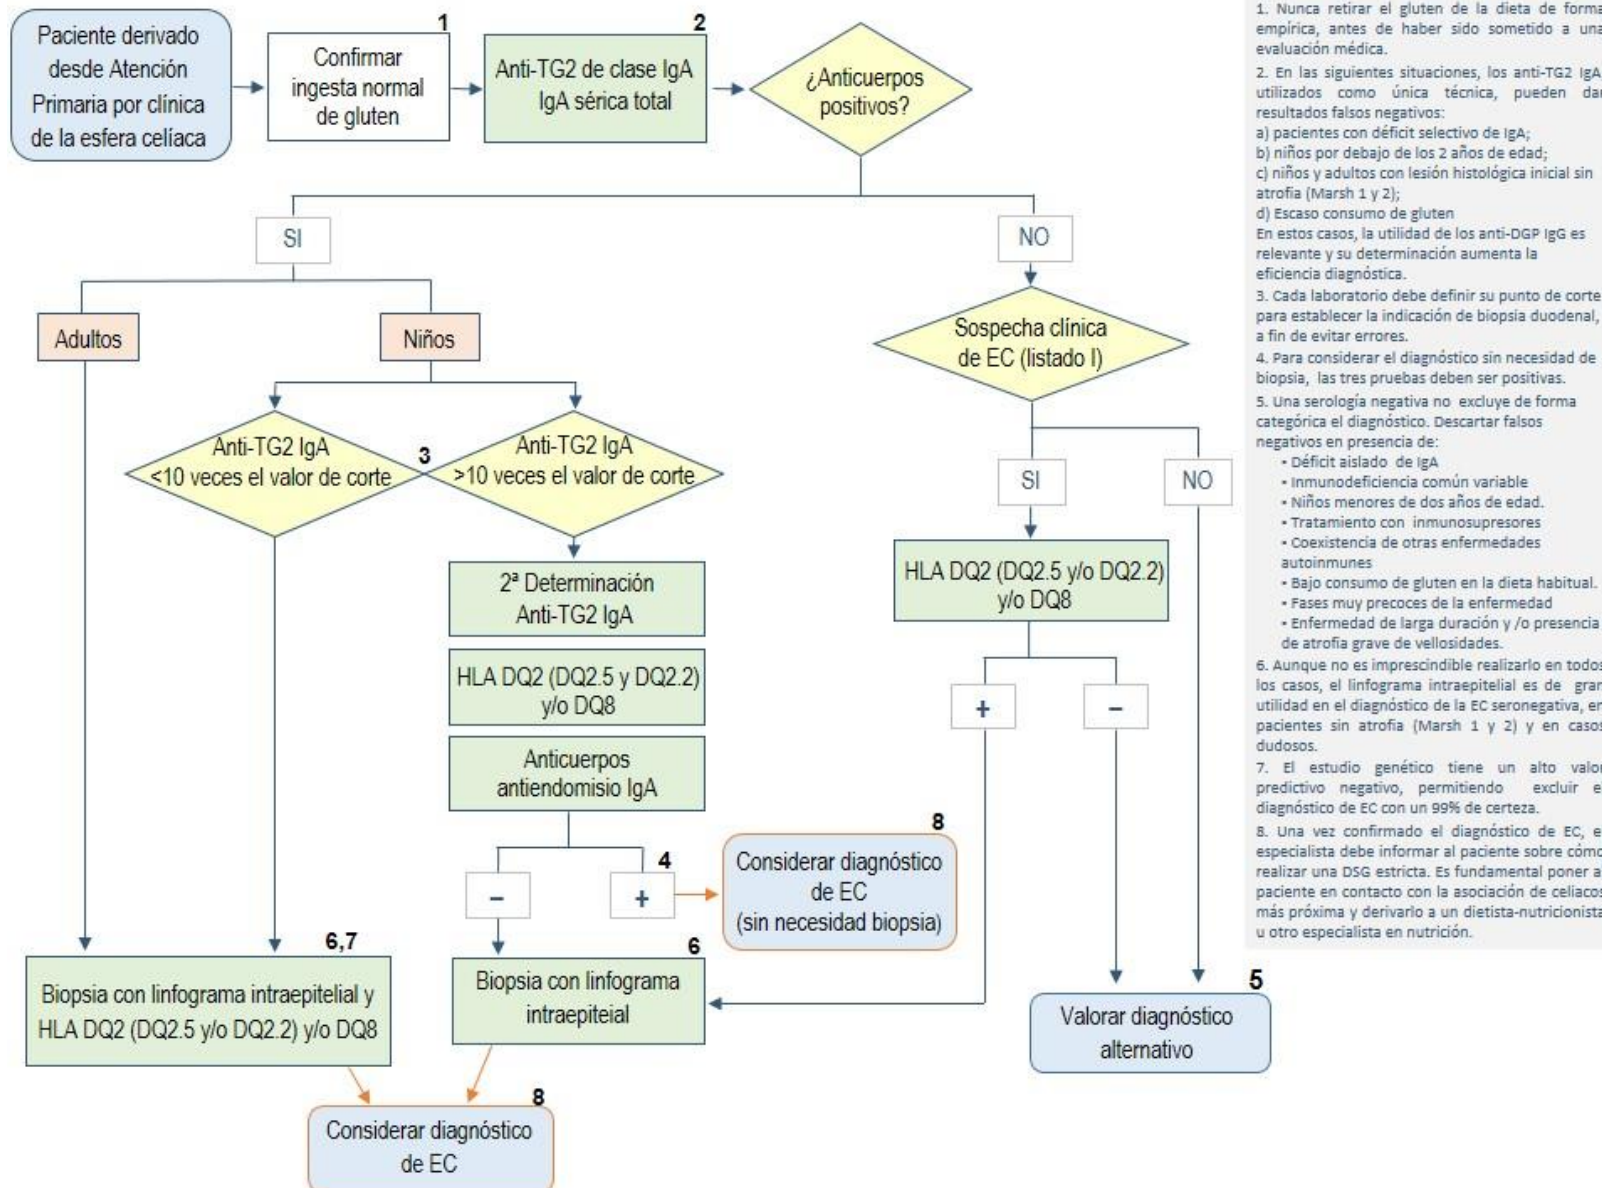 Paciente derivado
desde Atención
Primaria por clínica
de la esfera celíaca
1
Confirmar
ingesta normal
de gluten
2
Anti-TG2 de clase IgA
IgA sérica total
¿Anticuerpos
positivos?
SI
NO
Adultos
Niños
Sospecha clínica
de EC (listado I)
Anti-TG2 IgA
<10 veces el valor de corte
3
Anti-TG2 IgA
>10 veces el valor de corte
SI
NO
2ª Determinación
Anti-TG2 IgA
HLA DQ2 (DQ2.5 y/o DQ2.2)
y/o DQ8
HLA DQ2 (DQ2.5 y DQ2.2)
y/o DQ8
Anticuerpos
antiendomisio IgA
+
−
−
+
4
8
Considerar diagnóstico
de EC
(sin necesidad biopsia)
6,7
Biopsia con linfograma intraepitelial y
HLA DQ2 (DQ2.5 y/o DQ2.2) y/o DQ8
6
Biopsia con linfograma
intraepiteial
5
Valorar diagnóstico
alternativo
8
Considerar diagnóstico
de EC
1. Nunca retirar el gluten de la dieta de forma
empírica, antes de haber sido sometido a una
evaluación médica.
2. En las siguientes situaciones, los anti-TG2 IgA
utilizados como única técnica, pueden dar
resultados falsos negativos:
a) pacientes con déficit selectivo de IgA;
b) niños por debajo de los 2 años de edad;
c) niños y adultos con lesión histológica inicial sin
atrofia (Marsh 1 y 2);
d) Escaso consumo de gluten
En estos casos, la utilidad de los anti-DGP IgG es
relevante y su determinación aumenta la
eficiencia diagnóstica.
3. Cada laboratorio debe definir su punto de corte
para establecer la indicación de biopsia duodenal,
a fin de evitar errores.
4. Para considerar el diagnóstico sin necesidad de
biopsia, las tres pruebas deben ser positivas.
5. Una serología negativa no excluye de forma
categórica el diagnóstico. Descartar falsos
negativos en presencia de:
▪ Déficit aislado de IgA
▪ Inmunodeficiencia común variable
▪ Niños menores de dos años de edad.
▪ Tratamiento con inmunosupresores
▪ Coexistencia de otras enfermedades
autoinmunes
▪ Bajo consumo de gluten en la dieta habitual.
▪ Fases muy precoces de la enfermedad
▪ Enfermedad de larga duración y /o presencia
de atrofia grave de vellosidades.
6. Aunque no es imprescindible realizarlo en todos
los casos, el linfograma intraepitelial es de gran
utilidad en el diagnóstico de la EC seronegativa, en
pacientes sin atrofia (Marsh 1 y 2) y en casos
dudosos.
7. El estudio genético tiene un alto valor
predictivo negativo, permitiendo excluir e
diagnóstico de EC con un 99% de certeza.
8. Una vez confirmado el diagnóstico de EC, e
especialista debe informar al paciente sobre cómo
realizar una DSG estricta. Es fundamental poner a
paciente en contacto con la asociación de celiacos
más próxima y derivarlo a un dietista-nutricionista
u otro especialista en nutrición.